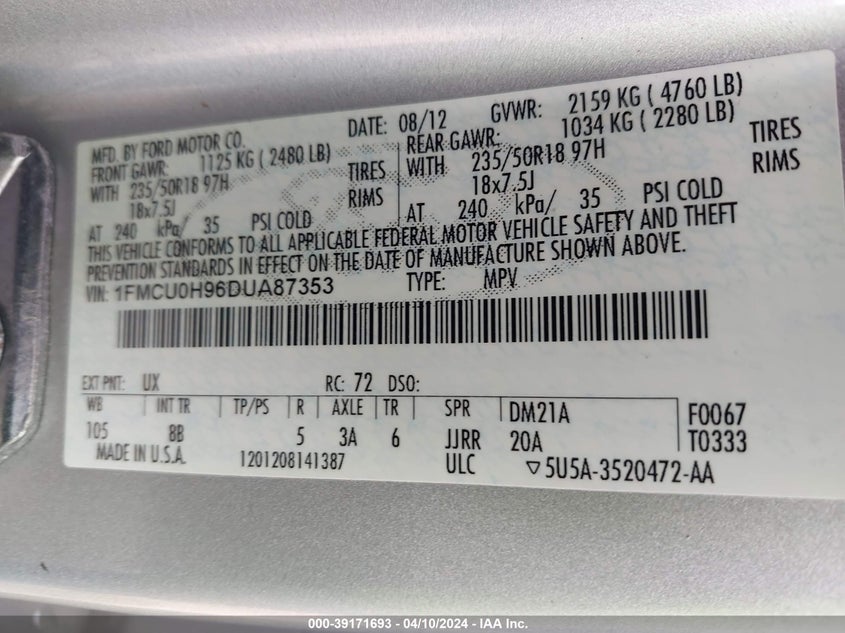 MFD. BY FORD MOTOR CO. DATE: 08/12 GVWR: 2159 KG ( 4760 LB)
FRONT GAWR: 1125 KG ( 2480 LB) REAR GAWR: 1034 KG ( 2280 LB)
WITH 235/50R18 97H TIRES WITH 235/50R18 97H TIRES
18x7.5J RIMS 18x7.5J RIMS
AT 240 kPa/ 35 PSI COLD AT 240 kPa/ 35 PSI COLD
THIS VEHICLE CONFORMS TO ALL APPLICABLE FEDERAL MOTOR VEHICLE SAFETY AND THEFT
PREVENTION STANDARDS IN EFFECT ON THE DATE OF MANUFACTURE SHOWN ABOVE.
VIN: 1FMCU0H96DUA87353 TYPE: MPV
EXT PNT: UX RC: 72 DSO:
WB INT TR TP/PS R AXLE TR SPR DM21A F0067
105 8B 5 3A 6 JJRR 20A T0333
MADE IN U.S.A. 1201208141387 ULC ▽5U5A-3520472-AA
000-39171693 - 04/10/2024 - IAA Inc.